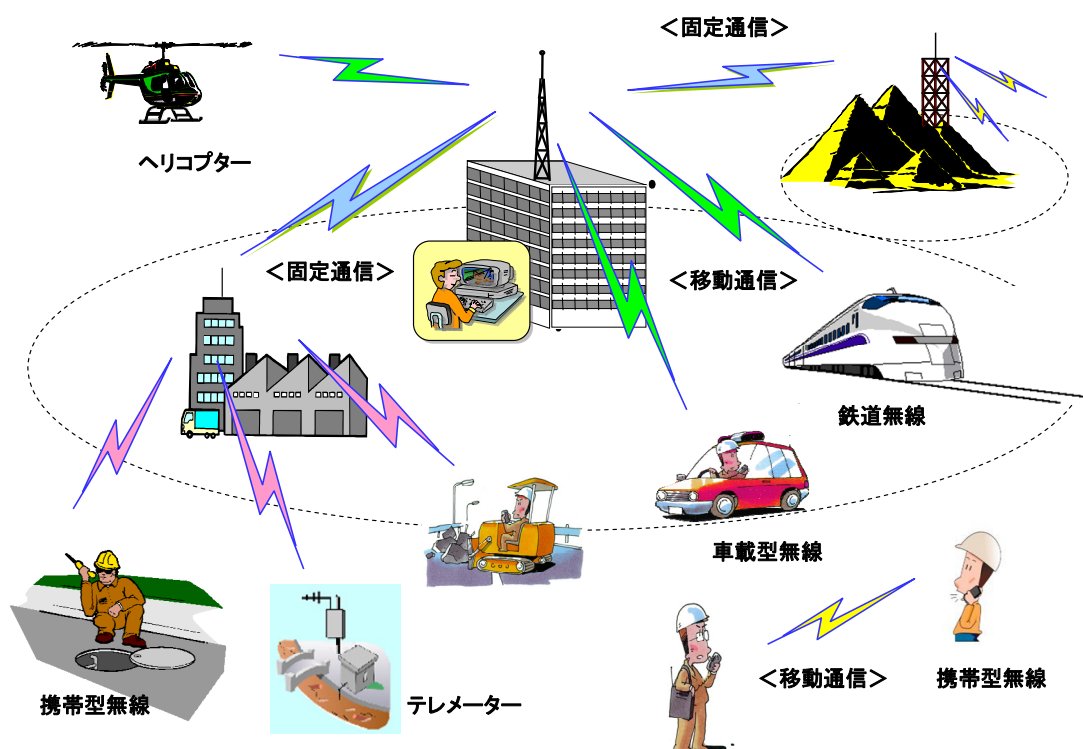 ＜固定通信＞
ヘリコプター
＜固定通信＞
＜移動通信＞
鉄道無線
車載型無線
＜移動通信＞
携帯型無線
携帯型無線
テレメーター